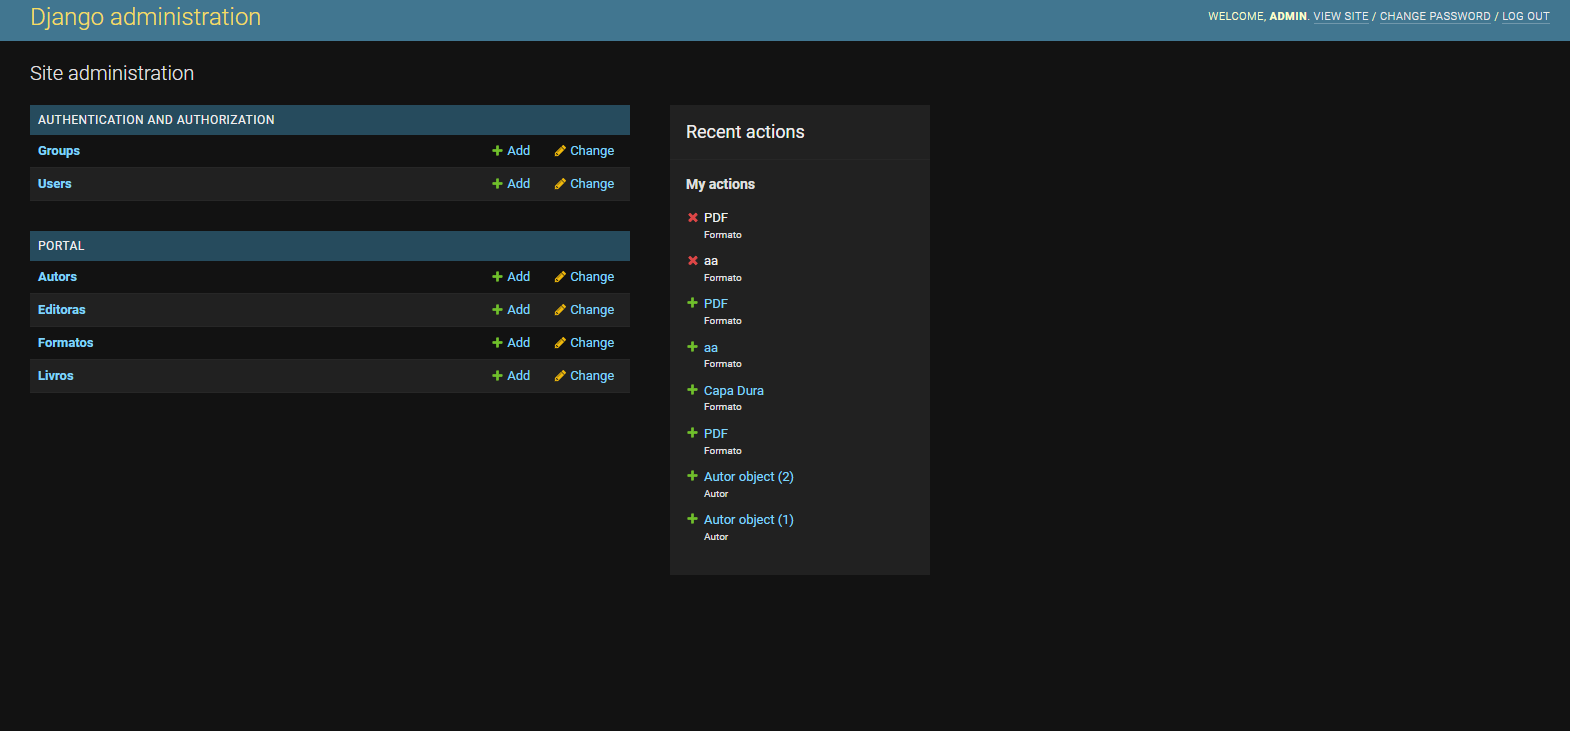 Django administration
WELCOME, ADMIN. VIEW SITE / CHANGE PASSWORD / LOG OUT
Site administration
AUTHENTICATION AND AUTHORIZATION
Groups Add Change
Users Add Change
PORTAL
Autors Add Change
Editoras Add Change
Formatos Add Change
Livros Add Change
Recent actions
My actions
PDF
Formato
aa
Formato
PDF
Formato
aa
Formato
Capa Dura
Formato
PDF
Formato
Autor object (2)
Autor
Autor object (1)
Autor